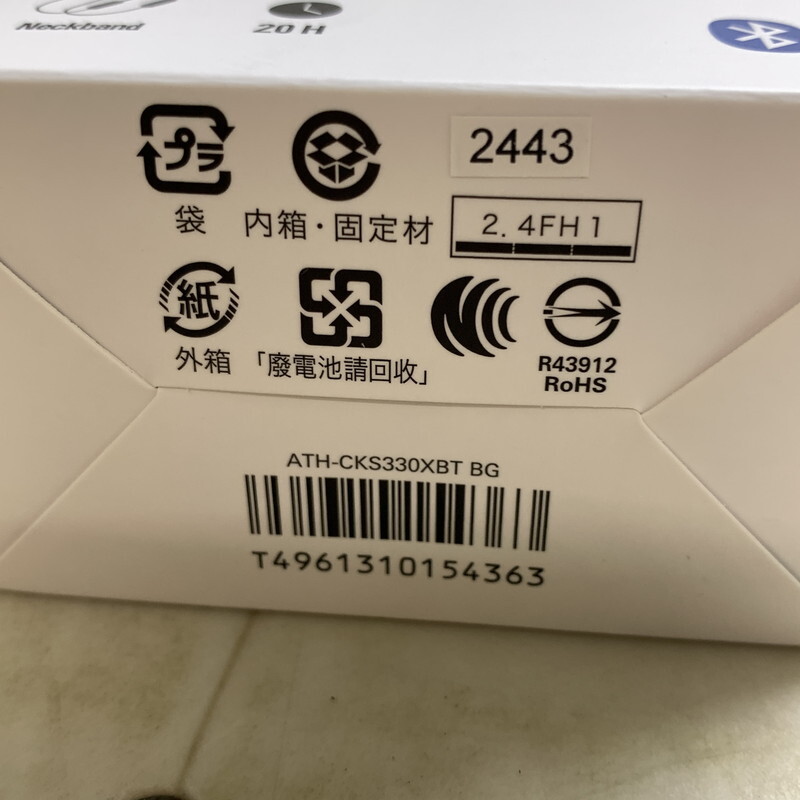 Neckband
20 H
プラ
袋
内箱・固定材
2443
2.4FH1
紙
外箱
「廢電池請回收」
R43912
RoHS
ATH-CKS330XBT BG
T4961310154363